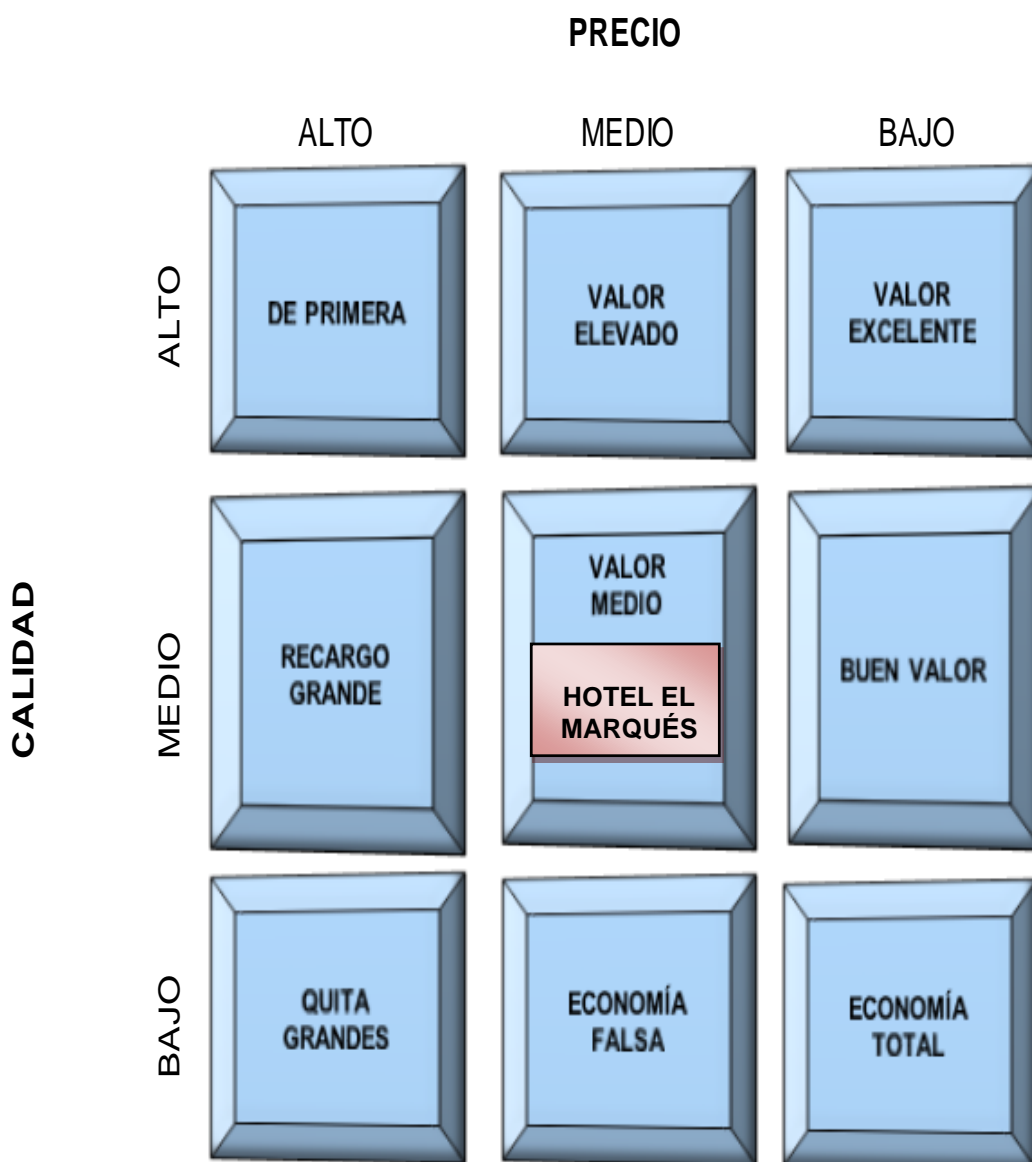 PRECIO
ALTO MEDIO BAJO
CALIDAD
ALTO
DE PRIMERA
VALOR
ELEVADO
VALOR
EXCELENTE
MEDIO
RECARGO
GRANDE
VALOR
MEDIO
HOTEL EL
MARQUÉS
BUEN VALOR
BAJO
QUITA
GRANDES
ECONOMÍA
FALSA
ECONOMÍA
TOTAL